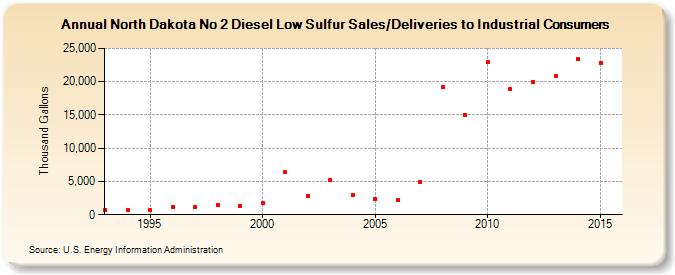 Annual North Dakota No 2 Diesel Low Sulfur Sales/Deliveries to Industrial Consumers
Thousand Gallons
25,000
20,000
15,000
10,000
5,000
0
1995 2000 2005 2010 2015
Source: U.S. Energy Information Administration